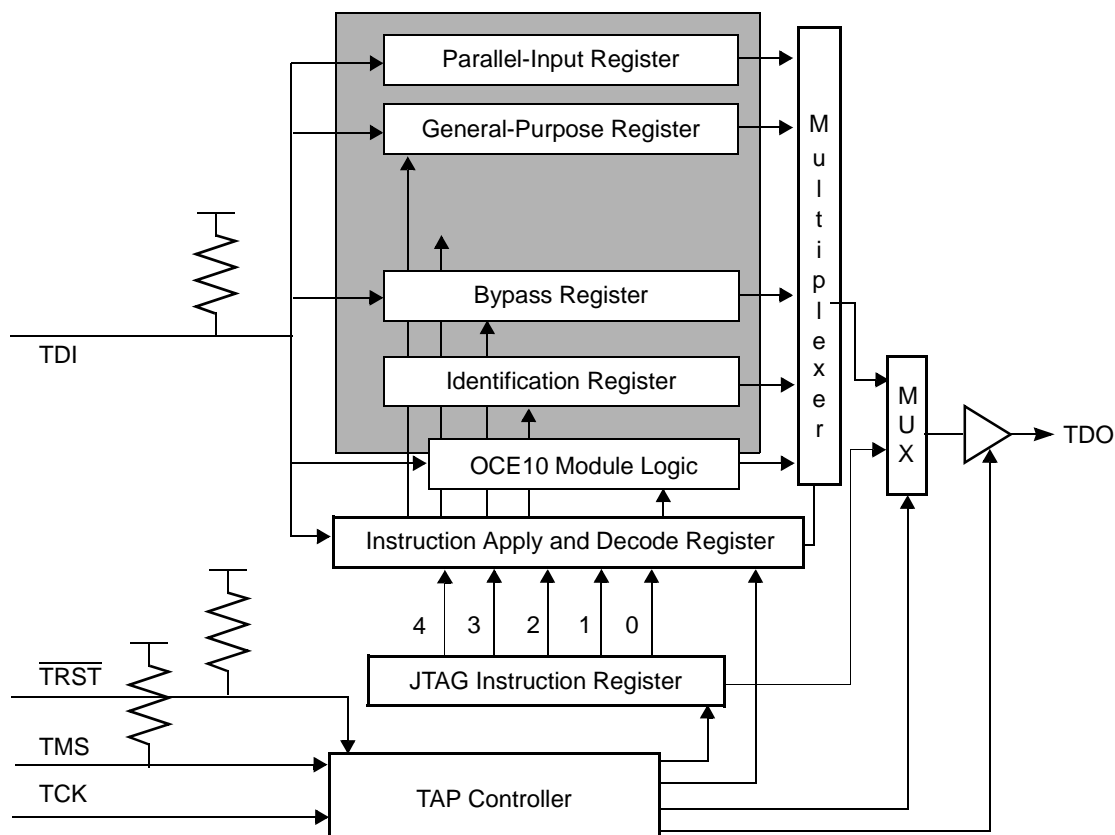 Parallel-Input Register
General-Purpose Register
Multiplexer
Bypass Register
TDI
Identification Register
MUX
TDO
OCE10 Module Logic
Instruction Apply and Decode Register
4 3 2 1 0
TRST
JTAG Instruction Register
TMS
TCK
TAP Controller